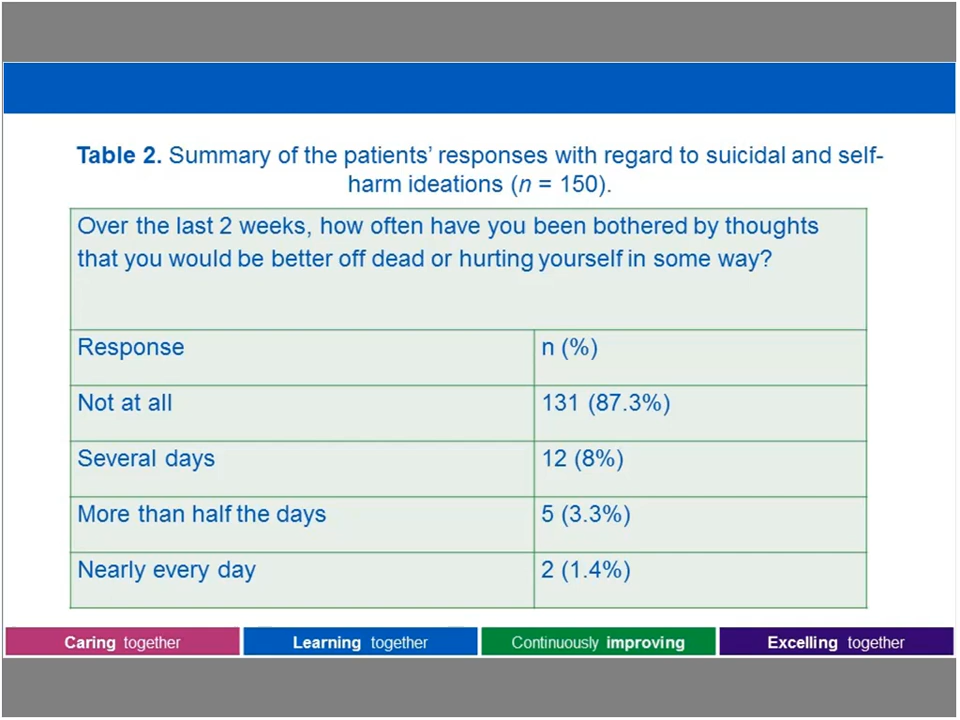 Table 2. Summary of the patients’ responses with regard to suicidal and self-
harm ideations (n = 150).
Over the last 2 weeks, how often have you been bothered by thoughts
that you would be better off dead or hurting yourself in some way?
Response n (%)
Not at all 131 (87.3%)
Several days 12 (8%)
More than half the days 5 (3.3%)
Nearly every day 2 (1.4%)
Caring together Learning together Continuously improving Excelling together